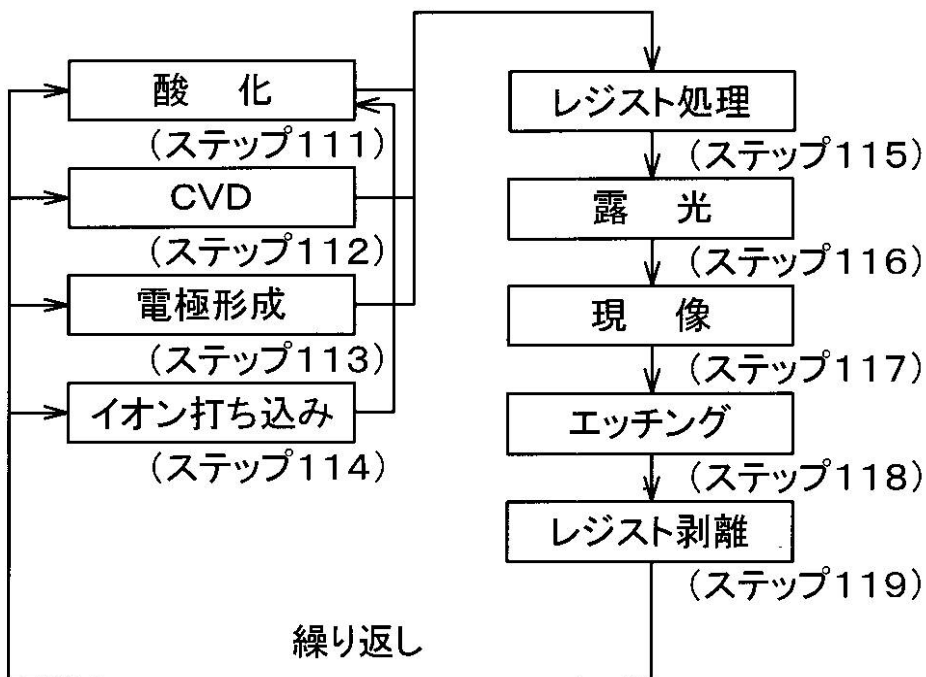 酸 化
(ステップ111)
CVD
(ステップ112)
電極形成
(ステップ113)
イオン打ち込み
(ステップ114)
レジスト処理
(ステップ115)
露 光
(ステップ116)
現 像
(ステップ117)
エッチング
(ステップ118)
レジスト剥離
(ステップ119)
繰り返し